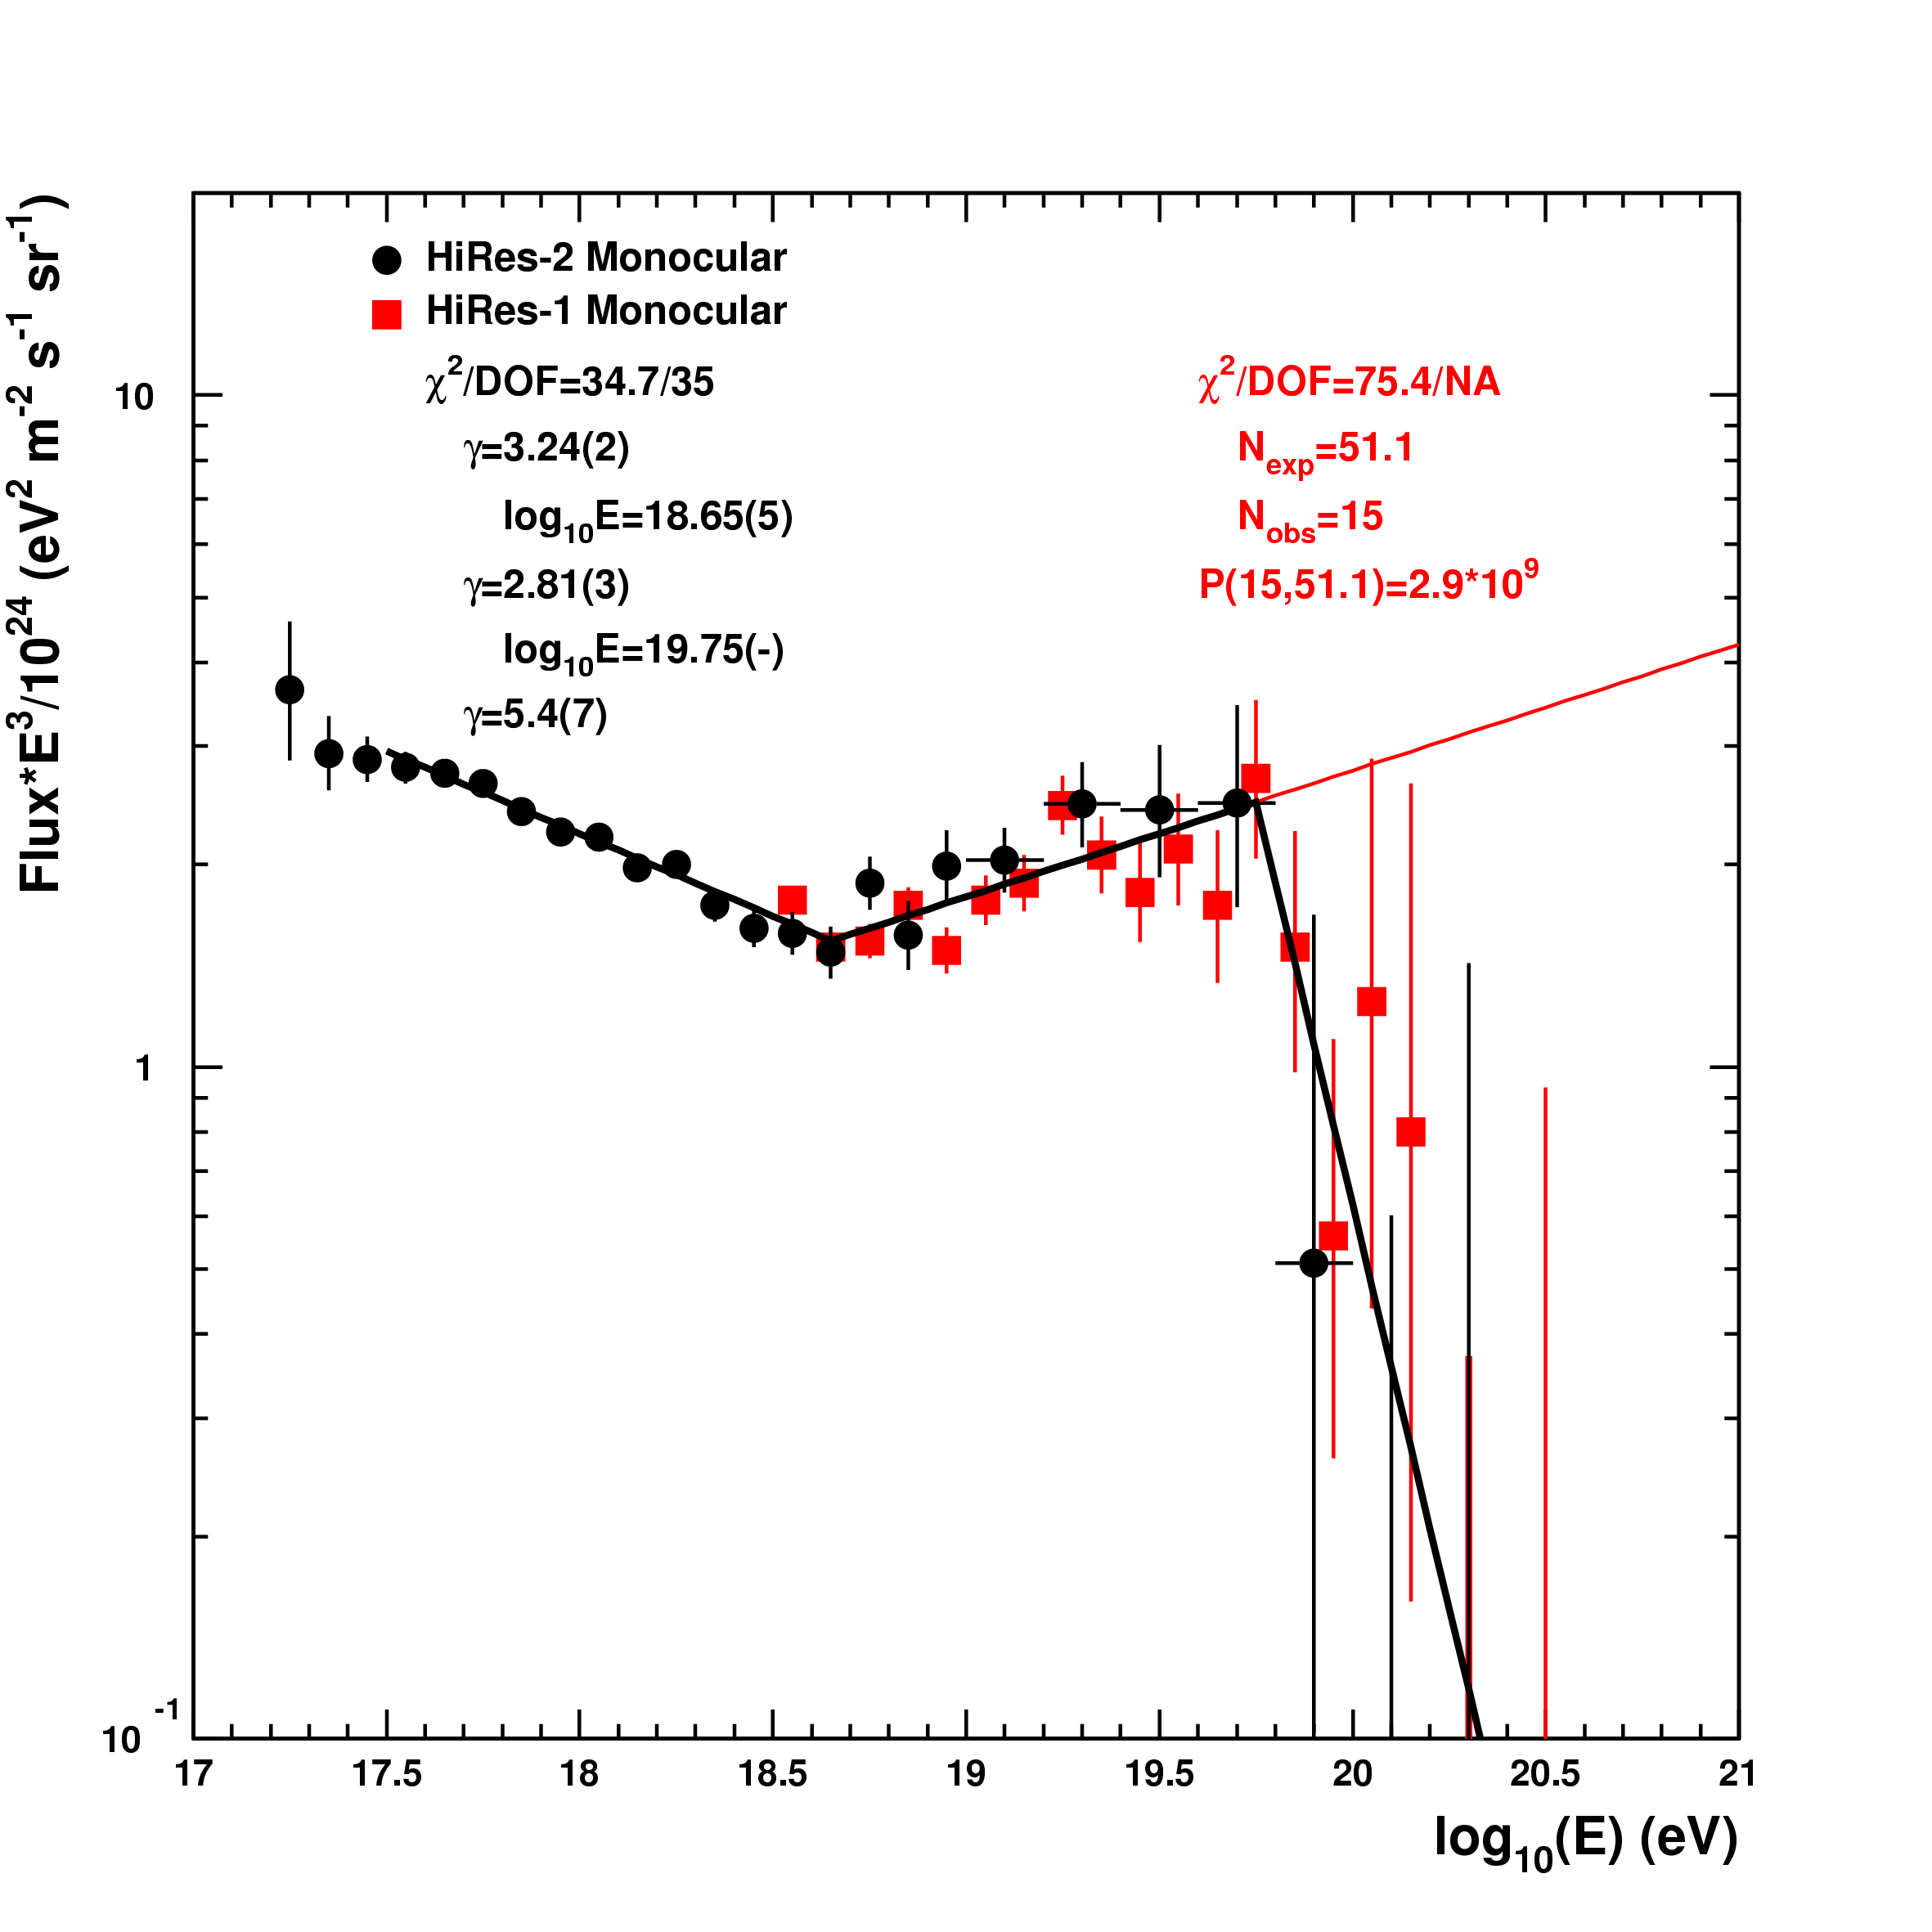 HiRes-2 Monocular
HiRes-1 Monocular
χ²/DOF=34.7/35
γ=3.24(2)
log₁₀E=18.65(5)
γ=2.81(3)
log₁₀E=19.75(-)
γ=5.4(7)
χ²/DOF=75.4/NA
Nexp=51.1
Nobs=15
P(15,51.1)=2.9*10⁹
Flux*E³/10²⁴ (eV² m⁻² s⁻¹ sr⁻¹)
10
1
10⁻¹
17 17.5 18 18.5 19 19.5 20 20.5 21
log₁₀(E) (eV)